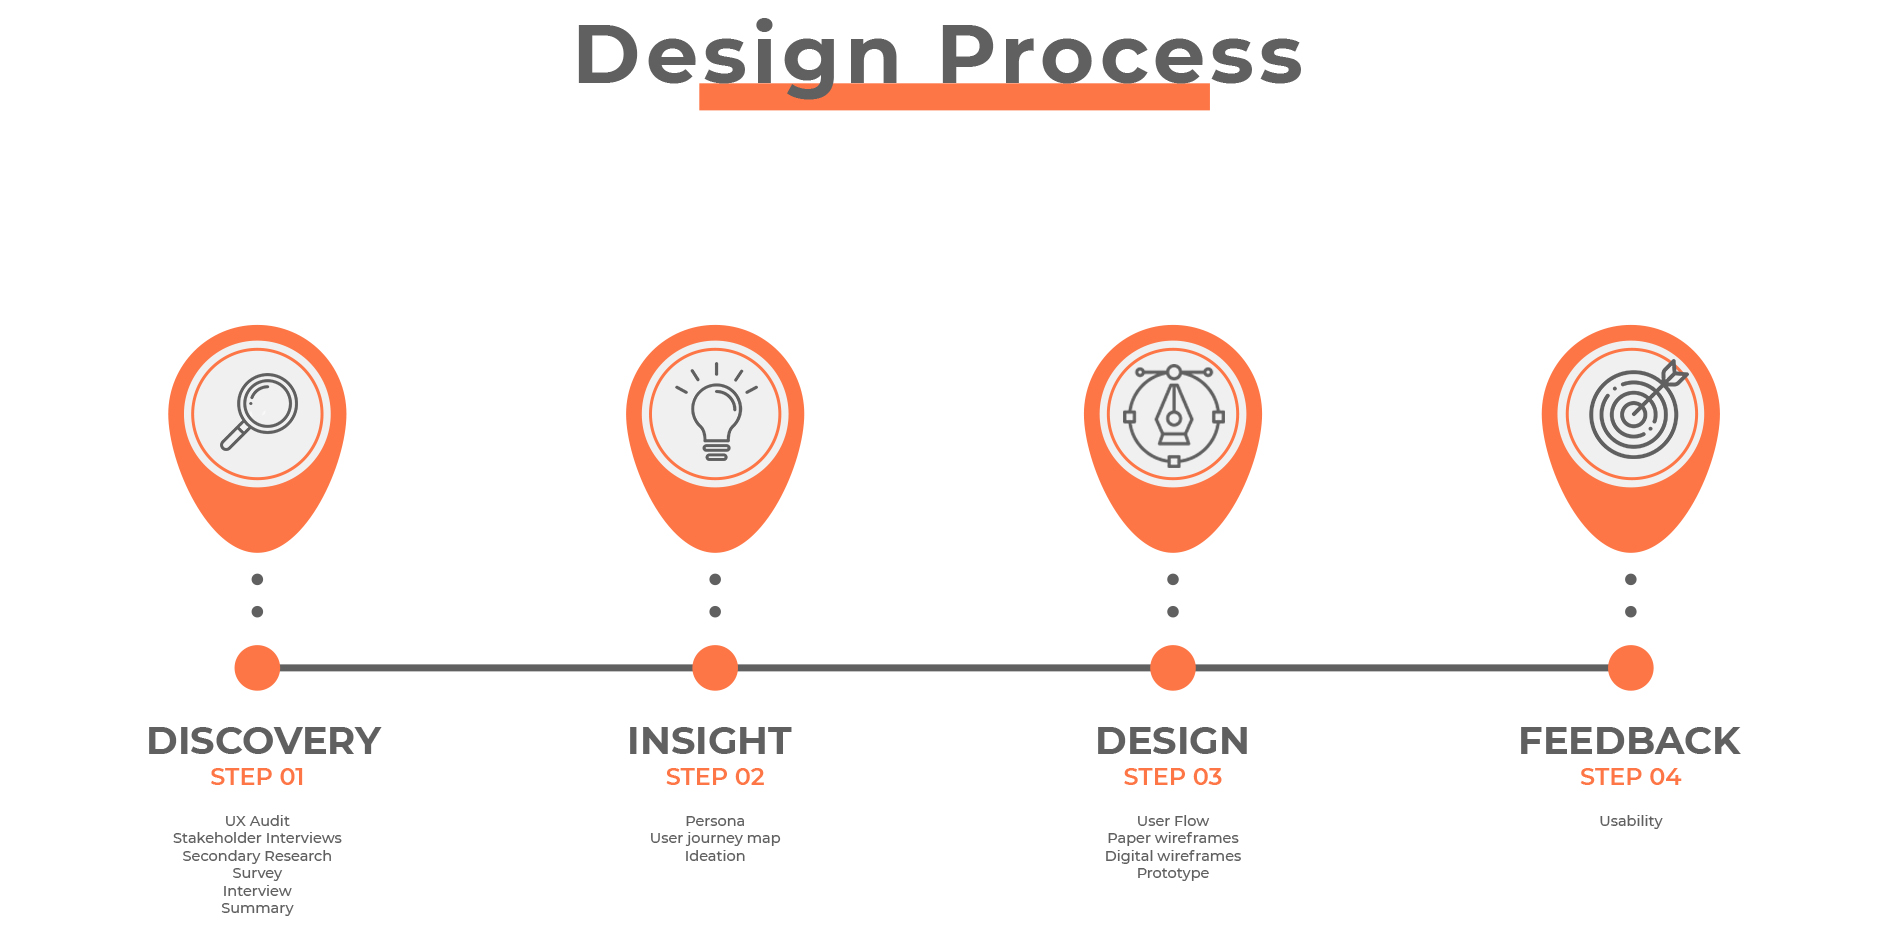 Design Process
DISCOVERY
STEP 01
UX Audit
Stakeholder Interviews
Secondary Research
Survey
Interview
Summary
INSIGHT
STEP 02
Persona
User journey map
Ideation
DESIGN
STEP 03
User Flow
Paper wireframes
Digital wireframes
Prototype
FEEDBACK
STEP 04
Usability